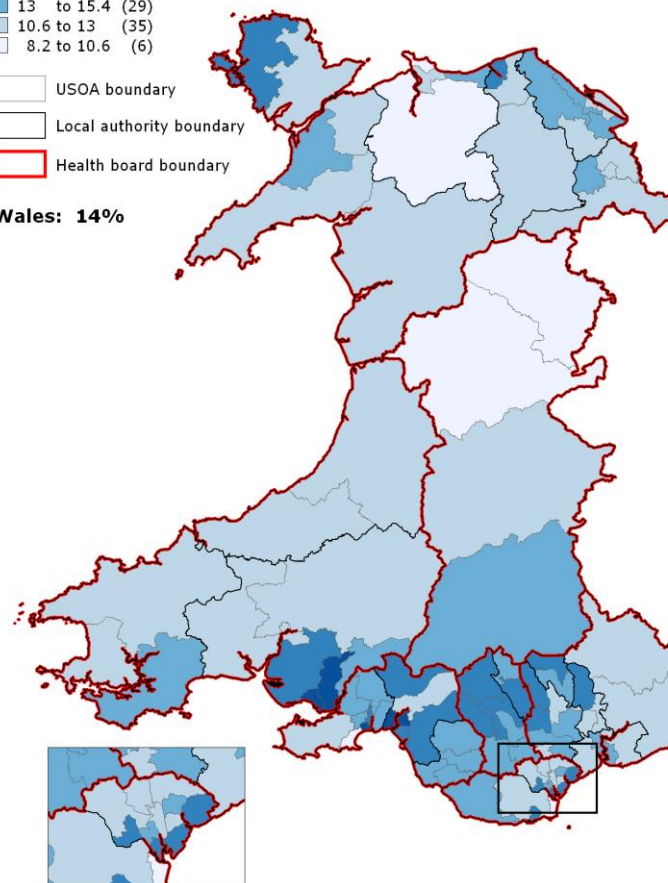 13 to 15.4 (29)
10.6 to 13 (35)
8.2 to 10.6 (6)
USOA boundary
Local authority boundary
Health board boundary
Wales: 14%